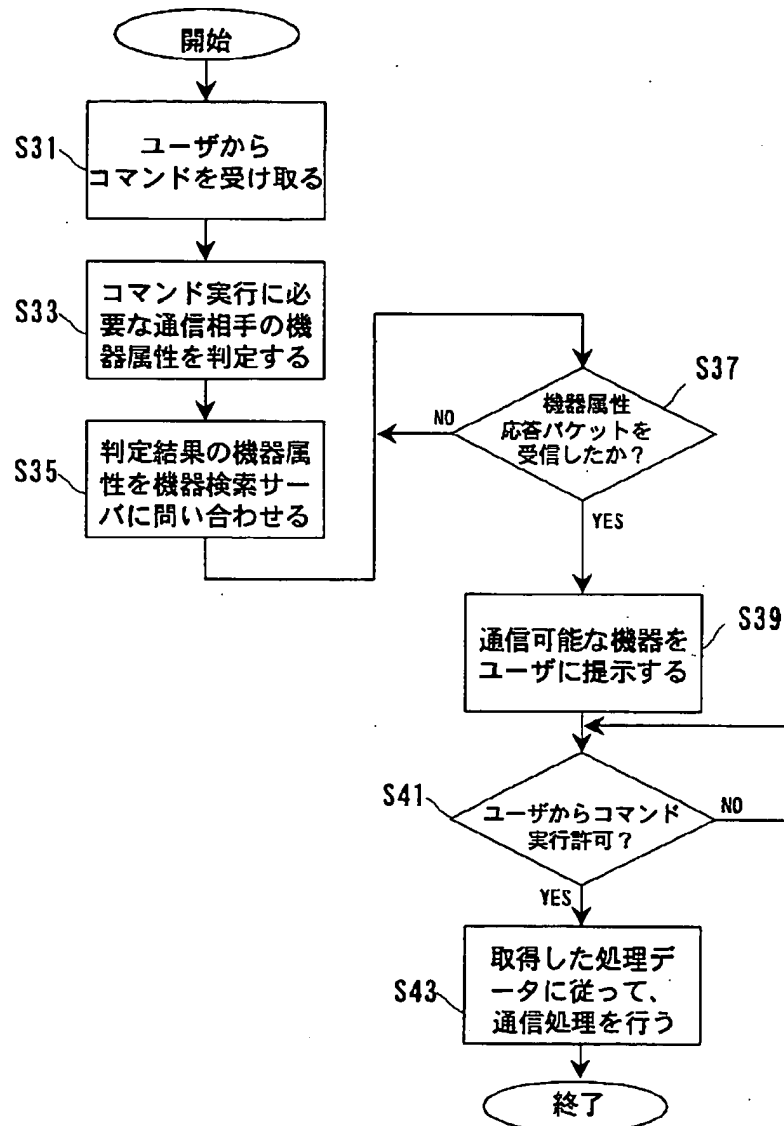 開始
S31
ユーザから
コマンドを受け取る
S33
コマンド実行に必
要な通信相手の機
器属性を判定する
S35
判定結果の機器属
性を機器検索サー
バに問い合わせる
S37
機器属性
応答パケットを
受信したか?
NO
YES
S39
通信可能な機器を
ユーザに提示する
S41
ユーザからコマンド
実行許可?
NO
YES
S43
取得した処理デ
ータに従って、
通信処理を行う
終了